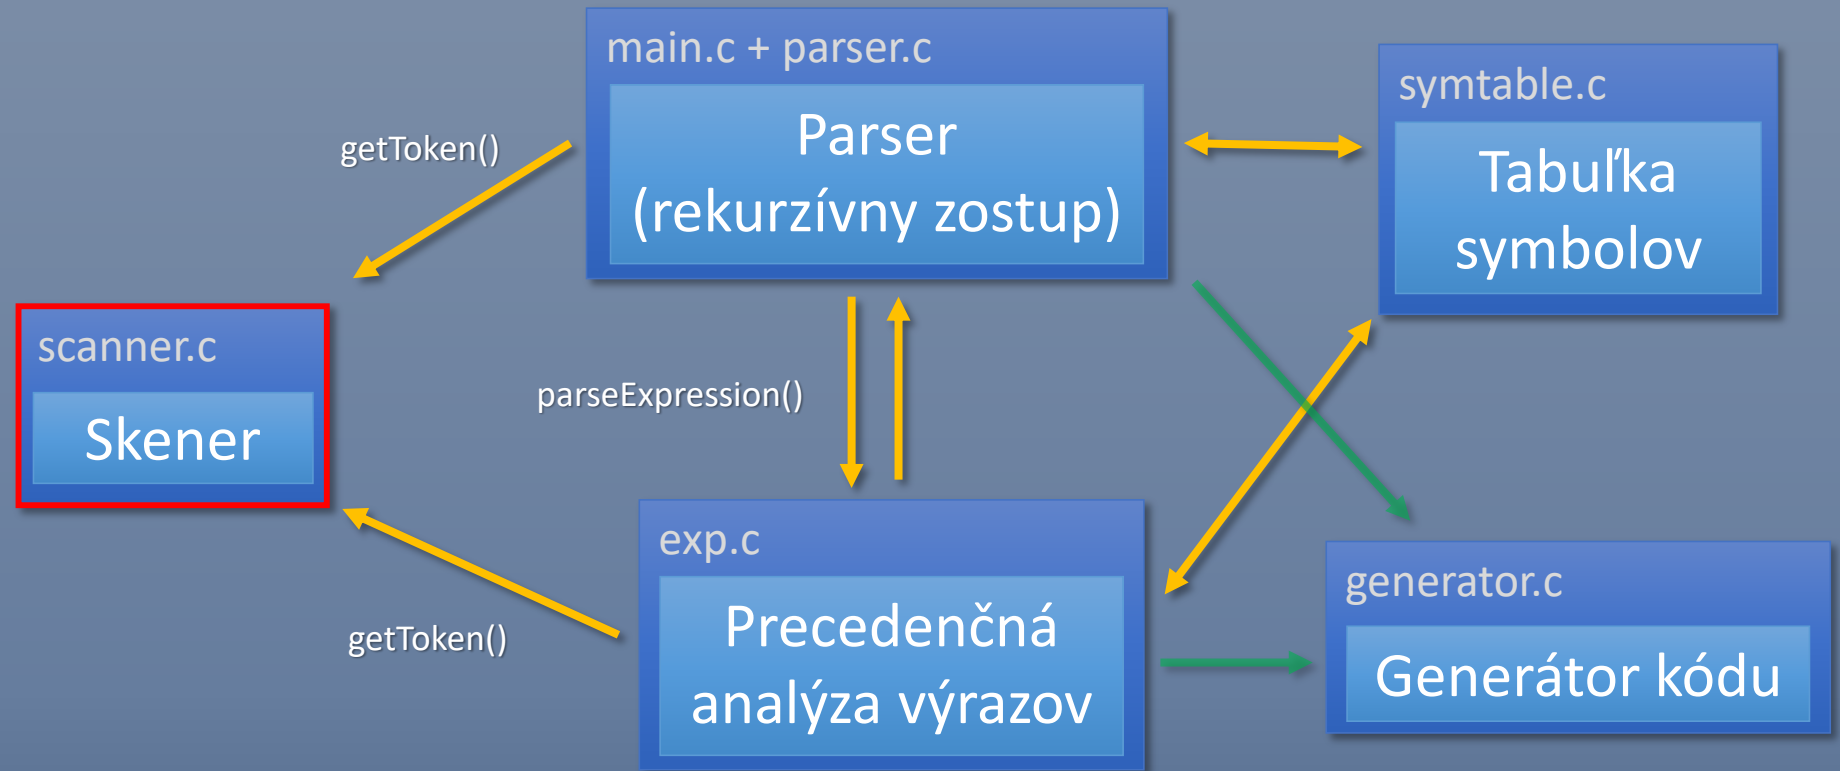 main.c + parser.c
Parser
(rekurzívny zostup)
symtable.c
Tabuľka
symbolov
getToken()
scanner.c
Skener
parseExpression()
exp.c
Precedenčná
analýza výrazov
getToken()
generator.c
Generátor kódu